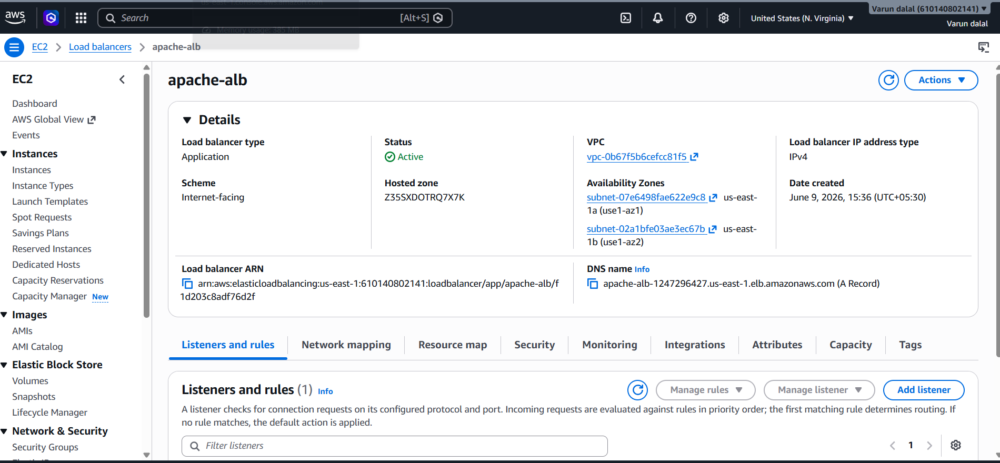 us-east-1.console.aws.amazon.com
aws
Search
[Alt+S]
United States (N. Virginia)
Varun dalal (610140802141)
Varun dalal
Memory usage: 385 MB
EC2
Load balancers
apache-alb
EC2
Dashboard
AWS Global View
Events
Instances
Instances
Instance Types
Launch Templates
Spot Requests
Savings Plans
Reserved Instances
Dedicated Hosts
Capacity Reservations
Capacity Manager New
Images
AMIs
AMI Catalog
Elastic Block Store
Volumes
Snapshots
Lifecycle Manager
Network & Security
Security Groups
apache-alb
Actions
Details
Load balancer type
Application
Status
Active
VPC
vpc-0b67f5b6cefcc81f5
Load balancer IP address type
IPv4
Scheme
Internet-facing
Hosted zone
Z35SXDOTRQ7X7K
Availability Zones
subnet-07e6498fae622e9c8 us-east-
1a (use1-az1)
subnet-02a1bfe03ae3ec67b us-east-
1b (use1-az2)
Date created
June 9, 2026, 15:36 (UTC+05:30)
Load balancer ARN
arn:aws:elasticloadbalancing:us-east-1:610140802141:loadbalancer/app/apache-alb/f
1d203c8adf76d2f
DNS name Info
apache-alb-1247296427.us-east-1.elb.amazonaws.com (A Record)
Listeners and rules
Network mapping
Resource map
Security
Monitoring
Integrations
Attributes
Capacity
Tags
Listeners and rules (1) Info
Manage rules
Manage listener
Add listener
A listener checks for connection requests on its configured protocol and port. Incoming requests are evaluated against rules in priority order; the first matching rule determines routing. If
no rule matches, the default action is applied.
Filter listeners
1